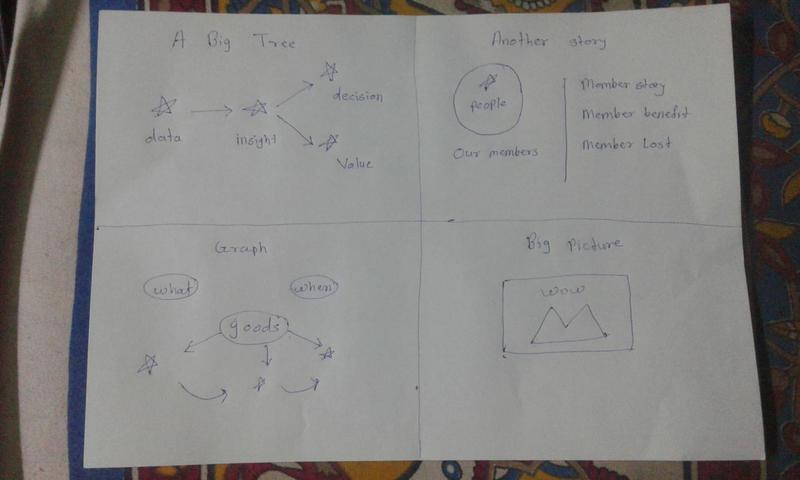 A Big Tree
data
insight
decision
Value
Another story
people
Our members
Member story
Member benefit
Member Lost
Graph
what
when
goods
Big Picture
WOW